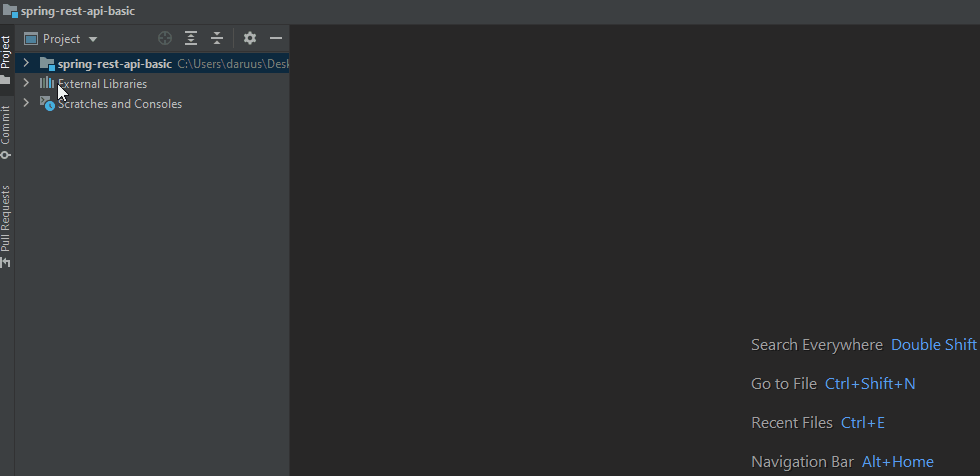 spring-rest-api-basic
Project
Project
Commit
Pull Requests
spring-rest-api-basic C:\Users\daruus\Desk
External Libraries
Scratches and Consoles
Search Everywhere Double Shift
Go to File Ctrl+Shift+N
Recent Files Ctrl+E
Navigation Bar Alt+Home